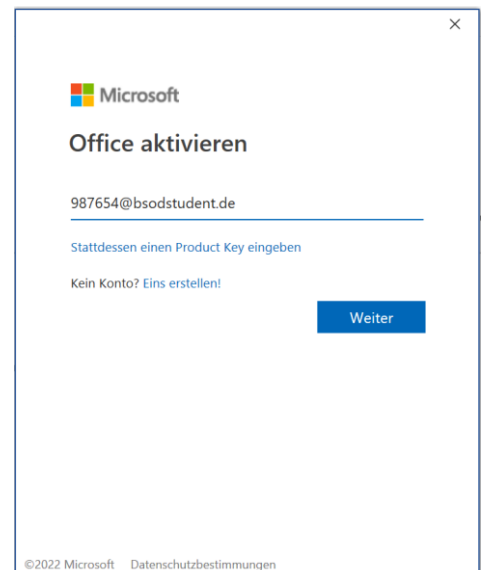 Microsoft
Office aktivieren
987654@bsodstudent.de
Stattdessen einen Product Key eingeben
Kein Konto? Eins erstellen!
Weiter
©2022 Microsoft Datenschutzbestimmungen